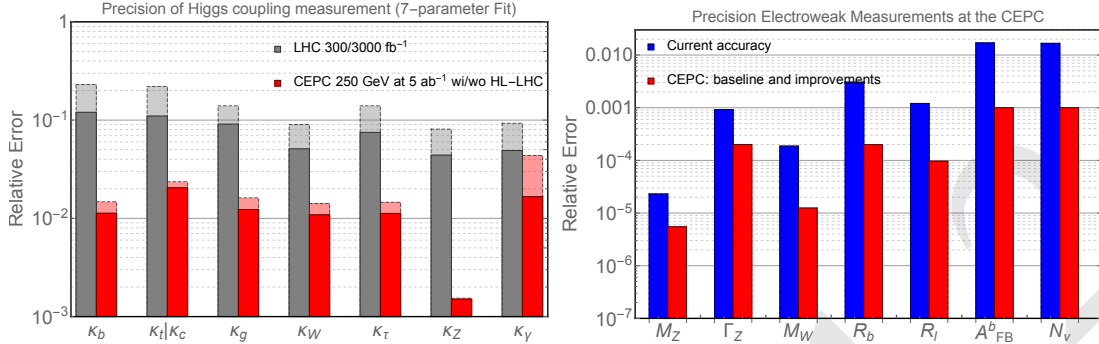 Precision of Higgs coupling measurement (7-parameter Fit)
LHC 300/3000 fb⁻¹
CEPC 250 GeV at 5 ab⁻¹ wi/wo HL-LHC
Relative Error
1
10⁻¹
10⁻²
10⁻³
κb κt|κc κg κW κτ κZ κγ
Precision Electroweak Measurements at the CEPC
Current accuracy
CEPC: baseline and improvements
Relative Error
0.010
0.001
10⁻⁴
10⁻⁵
10⁻⁶
10⁻⁷
MZ ΓZ MW Rb Rl AᵇFB Nν